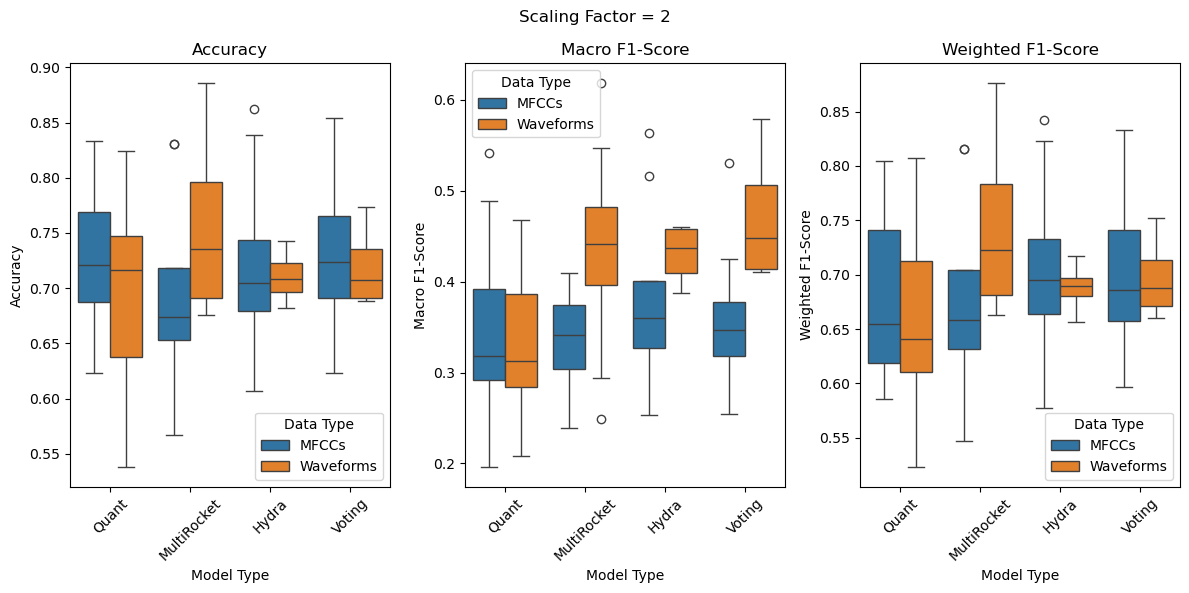 Scaling Factor = 2
Accuracy
Accuracy
0.90
0.85
0.80
0.75
0.70
0.65
0.60
0.55
Data Type
MFCCs
Waveforms
Quant
MultiRocket
Hydra
Voting
Model Type
Macro F1-Score
Macro F1-Score
0.6
0.5
0.4
0.3
0.2
Data Type
MFCCs
Waveforms
Quant
MultiRocket
Hydra
Voting
Model Type
Weighted F1-Score
Weighted F1-Score
0.85
0.80
0.75
0.70
0.65
0.60
0.55
Data Type
MFCCs
Waveforms
Quant
MultiRocket
Hydra
Voting
Model Type